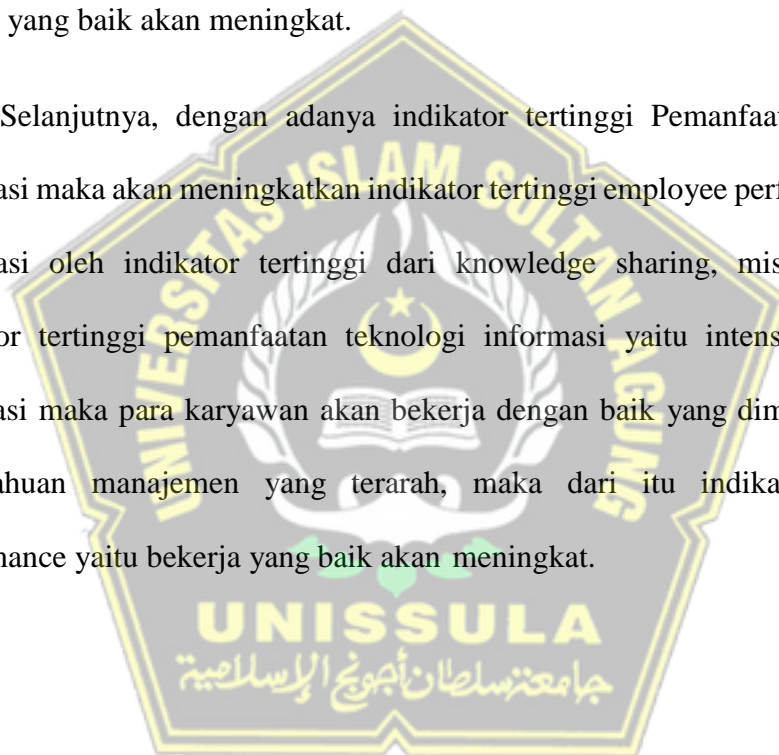 yang baik akan meningkat.
Selanjutnya, dengan adanya indikator tertinggi Pemanfaat
asi maka akan meningkatkan indikator tertinggi employee perf
asi oleh indikator tertinggi dari knowledge sharing, mis
or tertinggi pemanfaatan teknologi informasi yaitu intens
asi maka para karyawan akan bekerja dengan baik yang dim
ahuan manajemen yang terarah, maka dari itu indika
nance yaitu bekerja yang baik akan meningkat.
UNIVERSITAS ISLAM SULTAN AGUNG
UNISSULA
جامعة سلطان أجونج الإسلامية